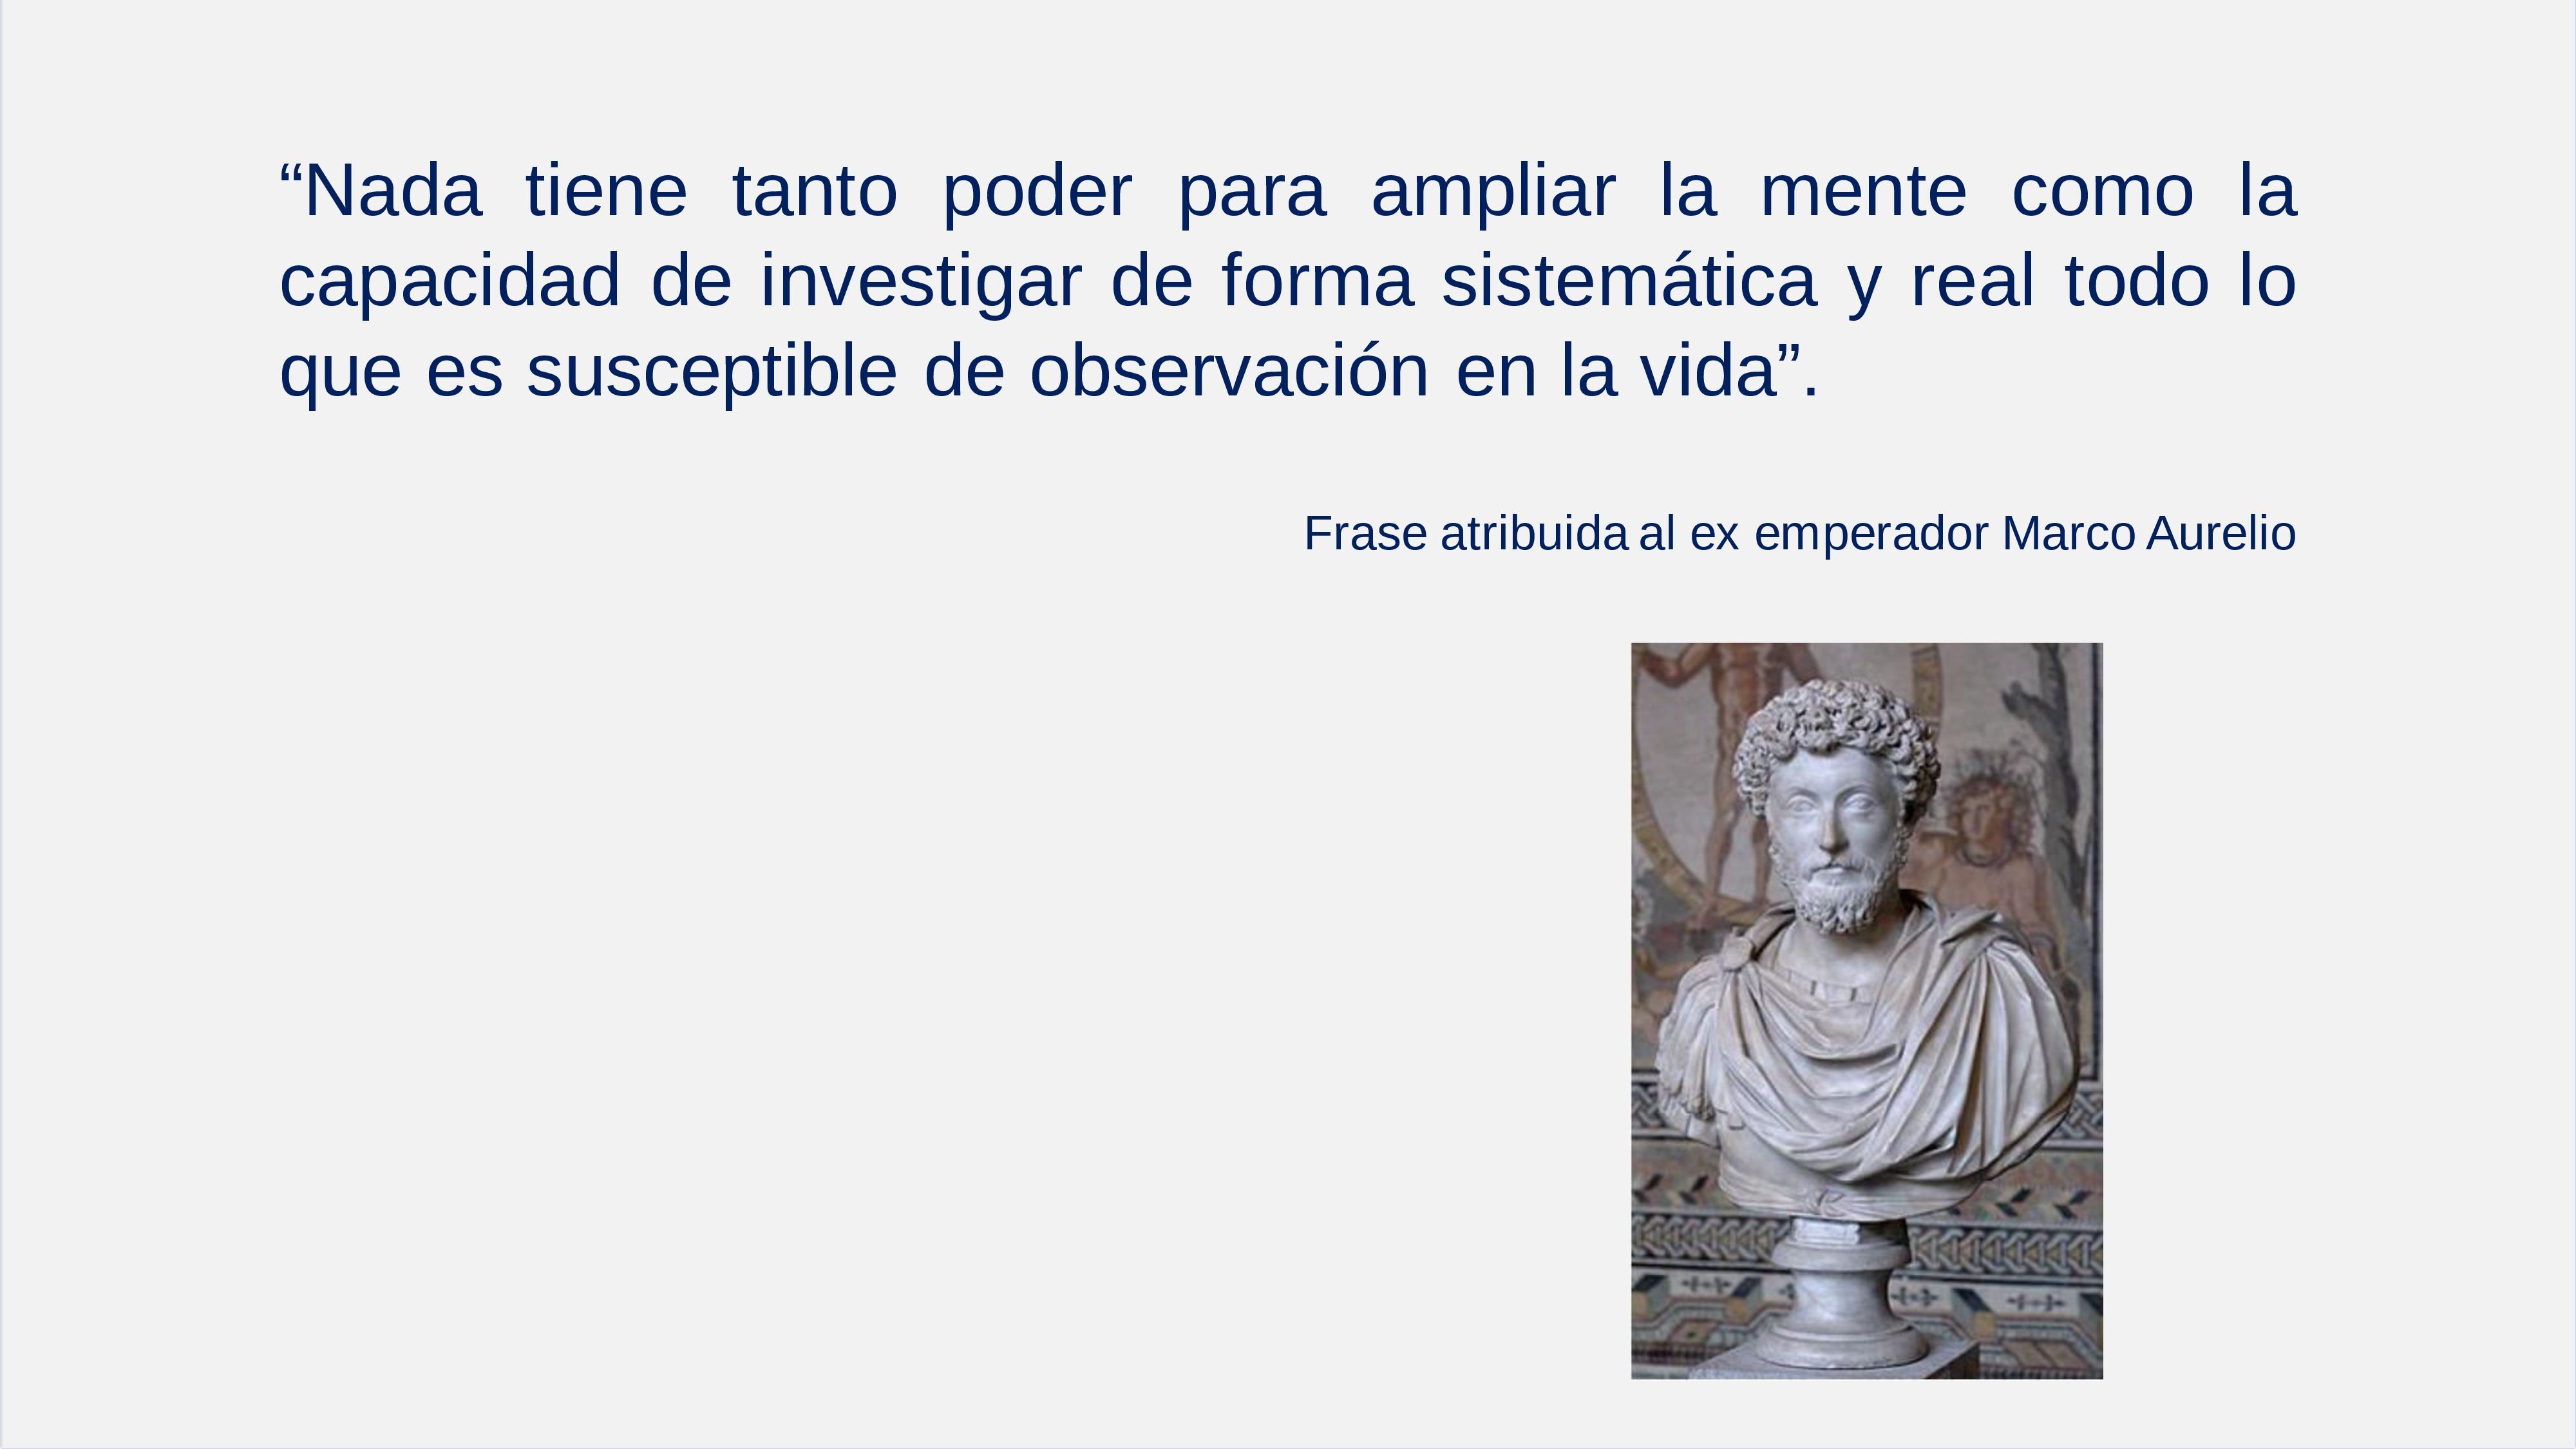 “Nada tiene tanto poder para ampliar la mente como la
capacidad de investigar de forma sistemática y real todo lo
que es susceptible de observación en la vida”.
Frase atribuida al ex emperador Marco Aurelio